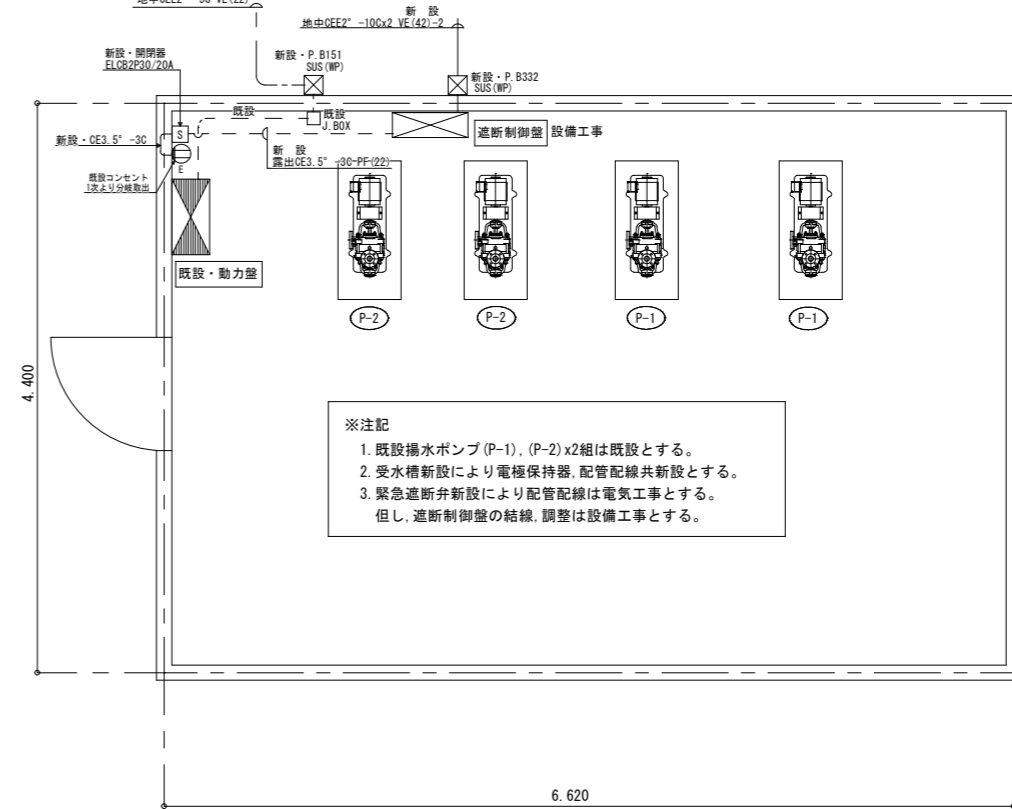 新 設
地中CEE2°-10Cx2 VE(42)-2
新設・開閉器
ELCB2P30/20A
新設・P.B151
SUS(WP)
新設・P.B332
SUS(WP)
既設
既設
J.BOX
遮断制御盤 設備工事
S
新設・CE3.5°-3C
E
新 設
露出CE3.5°-3C-PF(22)
既設コンセント
1次より分岐取出
既設・動力盤
P-2
P-2
P-1
P-1
4.400
※注記
1. 既設揚水ポンプ(P-1),(P-2)x2組は既設とする。
2. 受水槽新設により電極保持器,配管配線共新設とする。
3. 緊急遮断弁新設により配管配線は電気工事とする。
但し,遮断制御盤の結線,調整は設備工事とする。
6.620